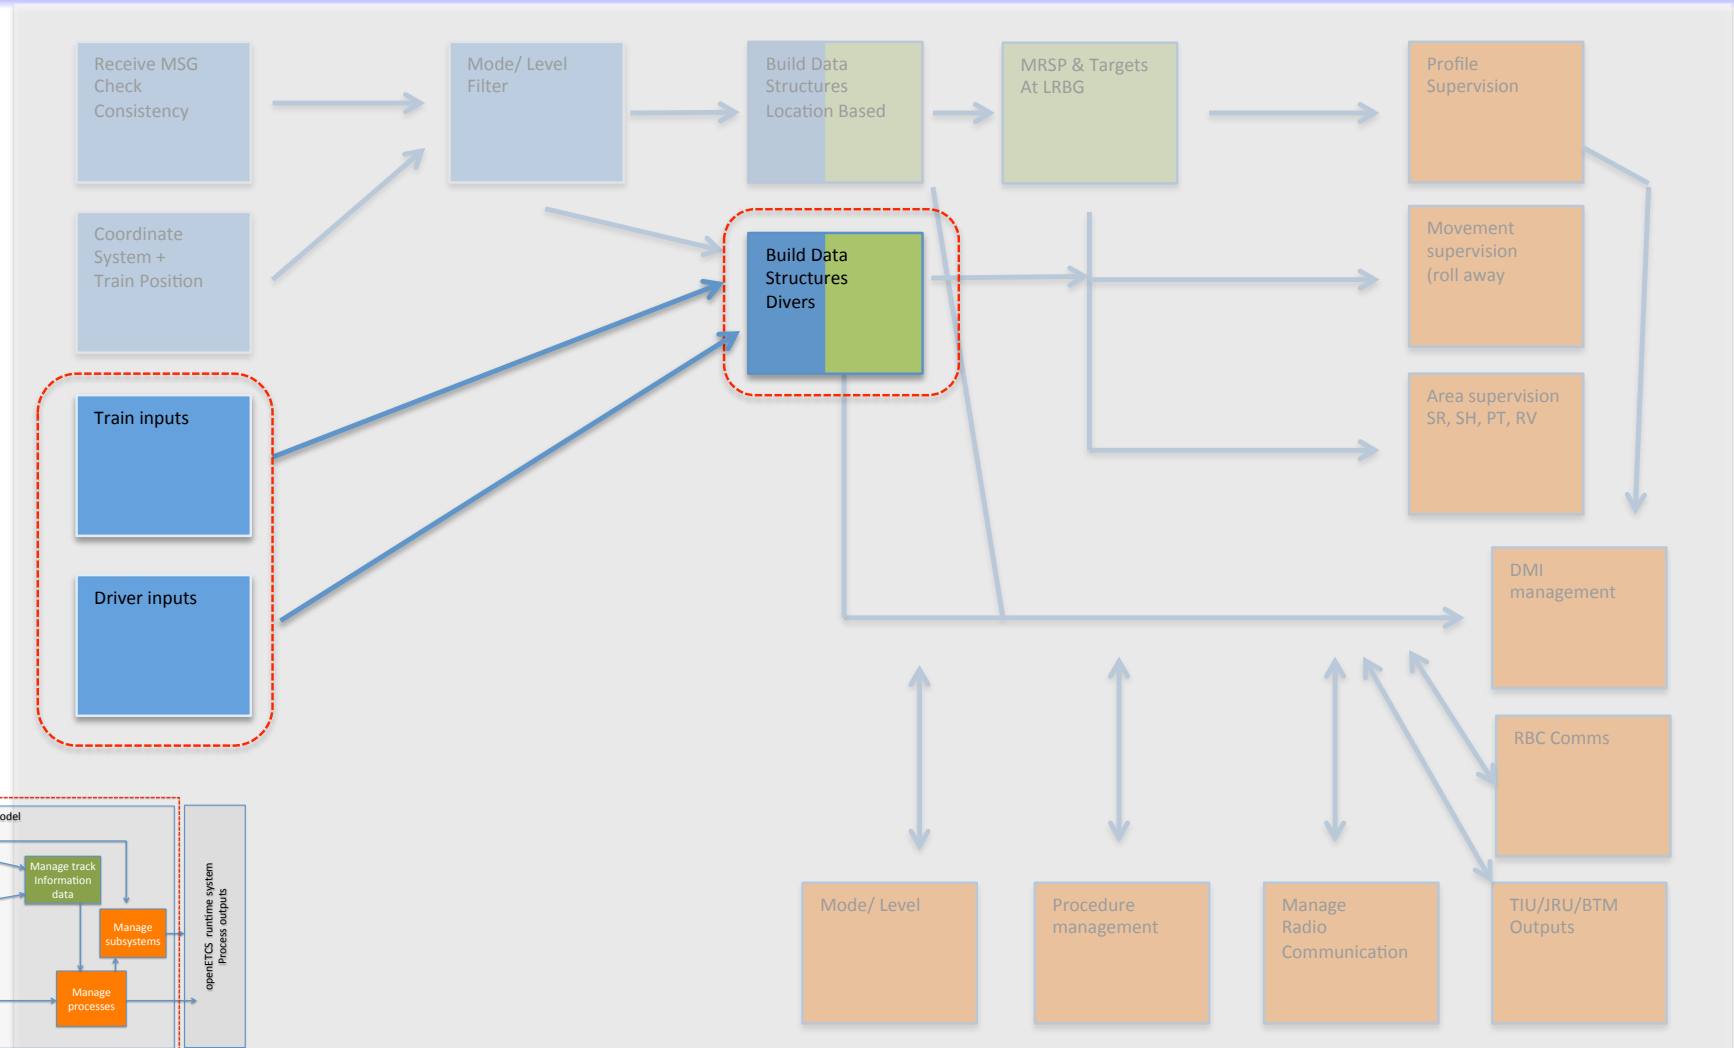 Receive MSG
Check
Consistency
Mode/ Level
Filter
Build Data
Structures
Location Based
MRSP & Targets
At LRBG
Profile
Supervision
Coordinate
System +
Train Position
Build Data
Structures
Divers
Movement
supervision
(roll away
Train inputs
Area supervision
SR, SH, PT, RV
Driver inputs
DMI
management
RBC Comms
odel
Manage track
Information
data
Manage
subsystems
Manage
processes
openETCS runtime system
Process outputs
Mode/ Level
Procedure
management
Manage
Radio
Communication
TIU/JRU/BTM
Outputs